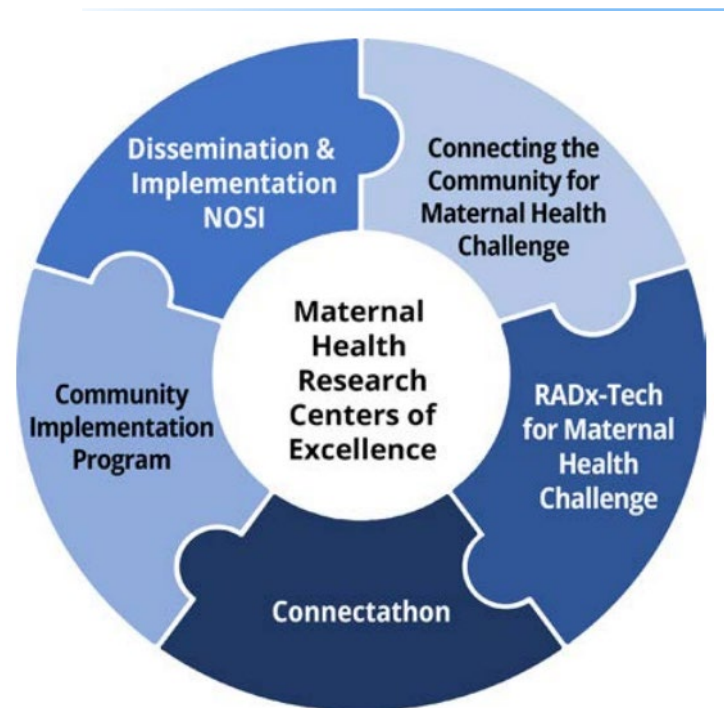 Dissemination &
Implementation
NOSI
Connecting the
Community for
Maternal Health
Challenge
Maternal
Health
Research
Centers of
Excellence
Community
Implementation
Program
RADx-Tech
for Maternal
Health
Challenge
Connectathon